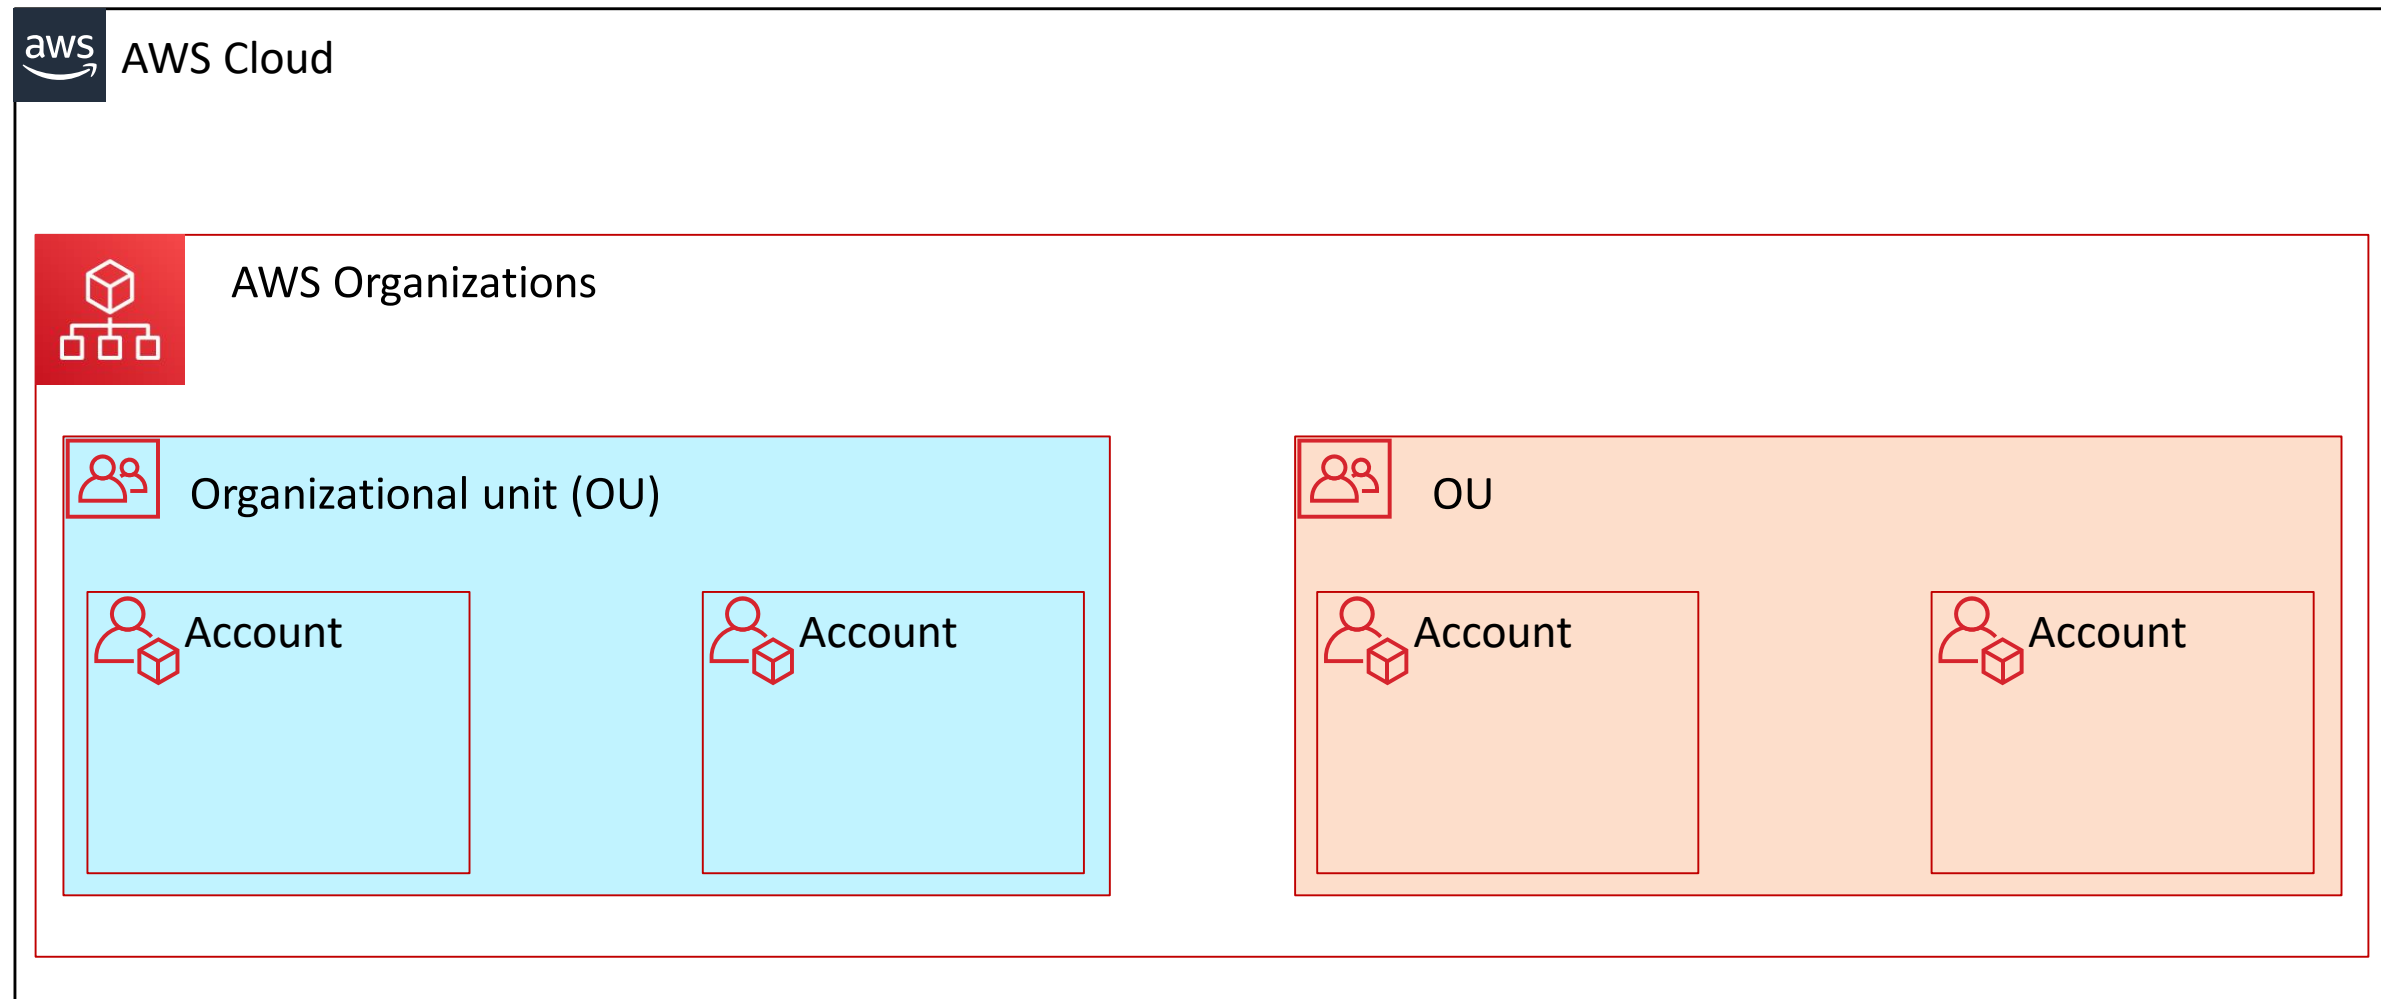 aws
AWS Cloud
AWS Organizations
Organizational unit (OU)
OU
Account
Account
Account
Account